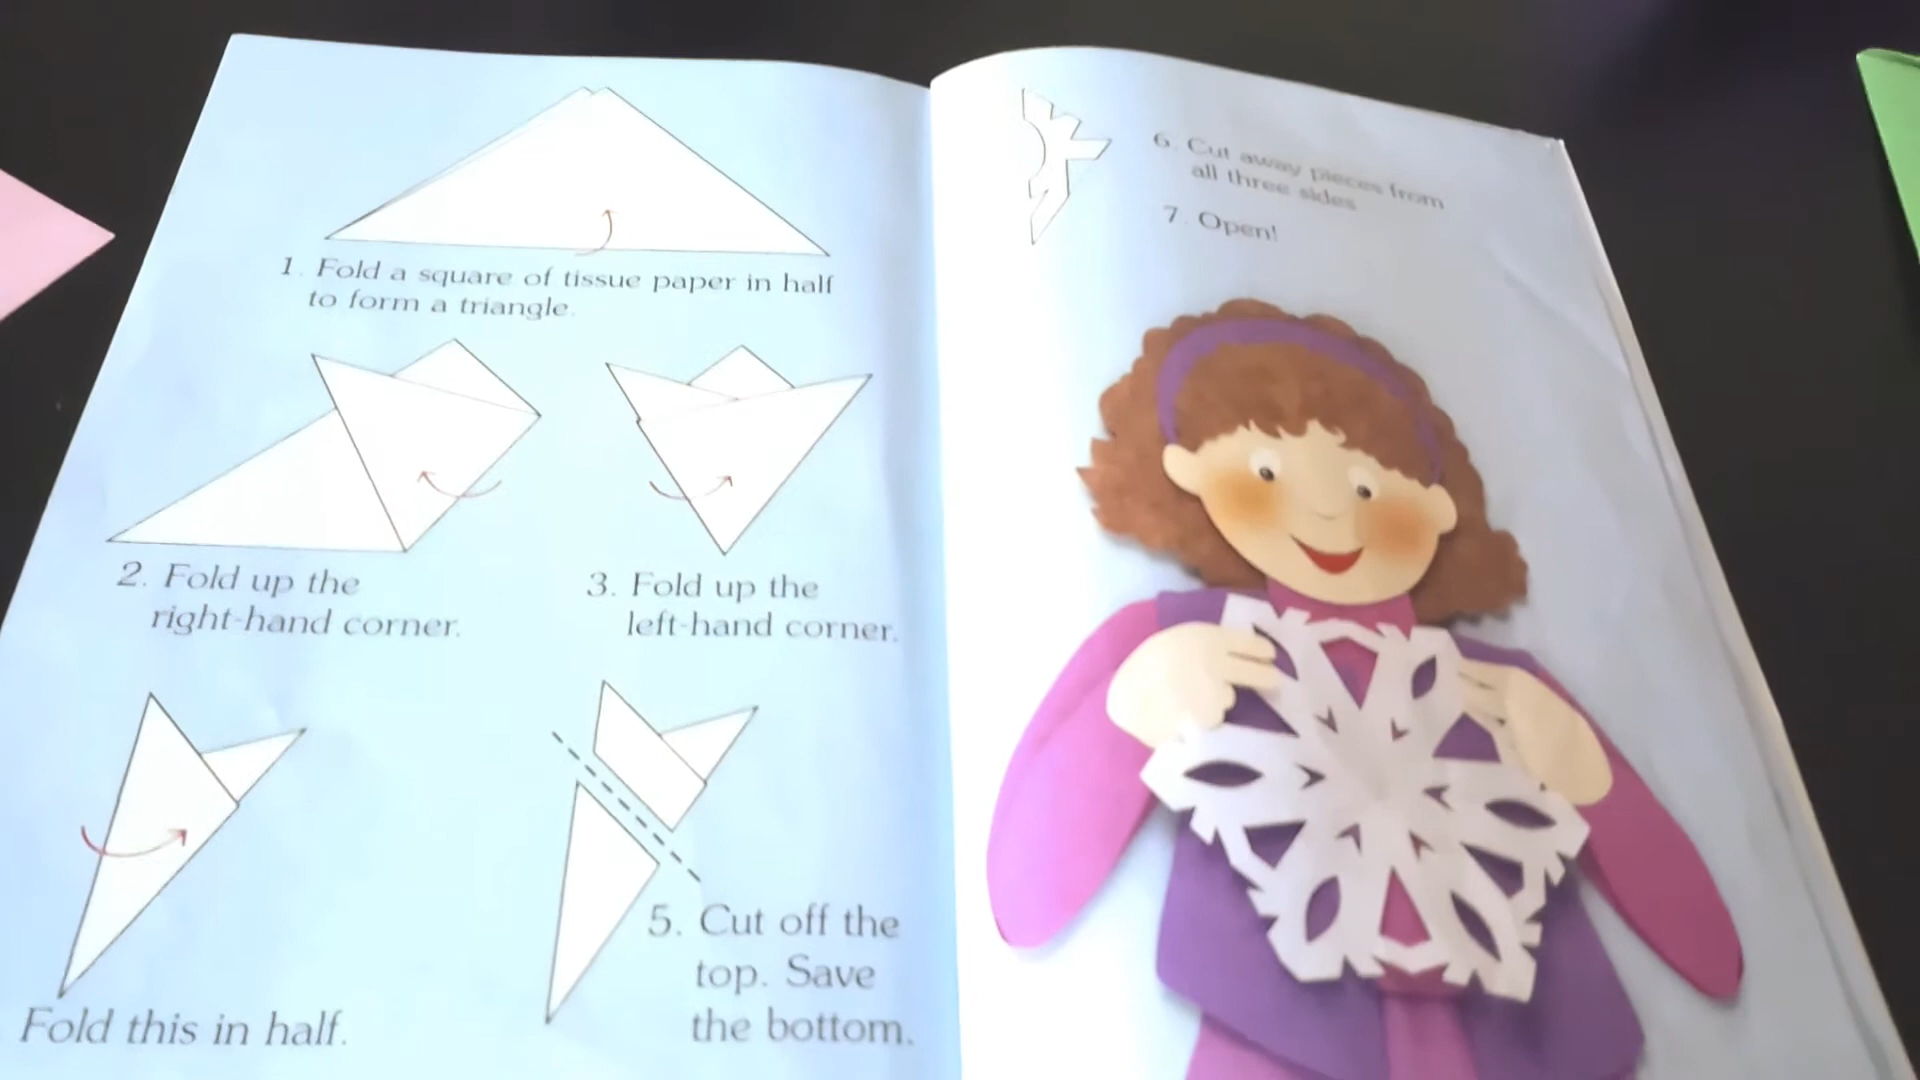 1. Fold a square of tissue paper in half
to form a triangle.
2. Fold up the
right-hand corner.
3. Fold up the
left-hand corner.
Fold this in half.
5. Cut off the
top. Save
the bottom.
6. Cut away pieces from
all three sides
7. Open!